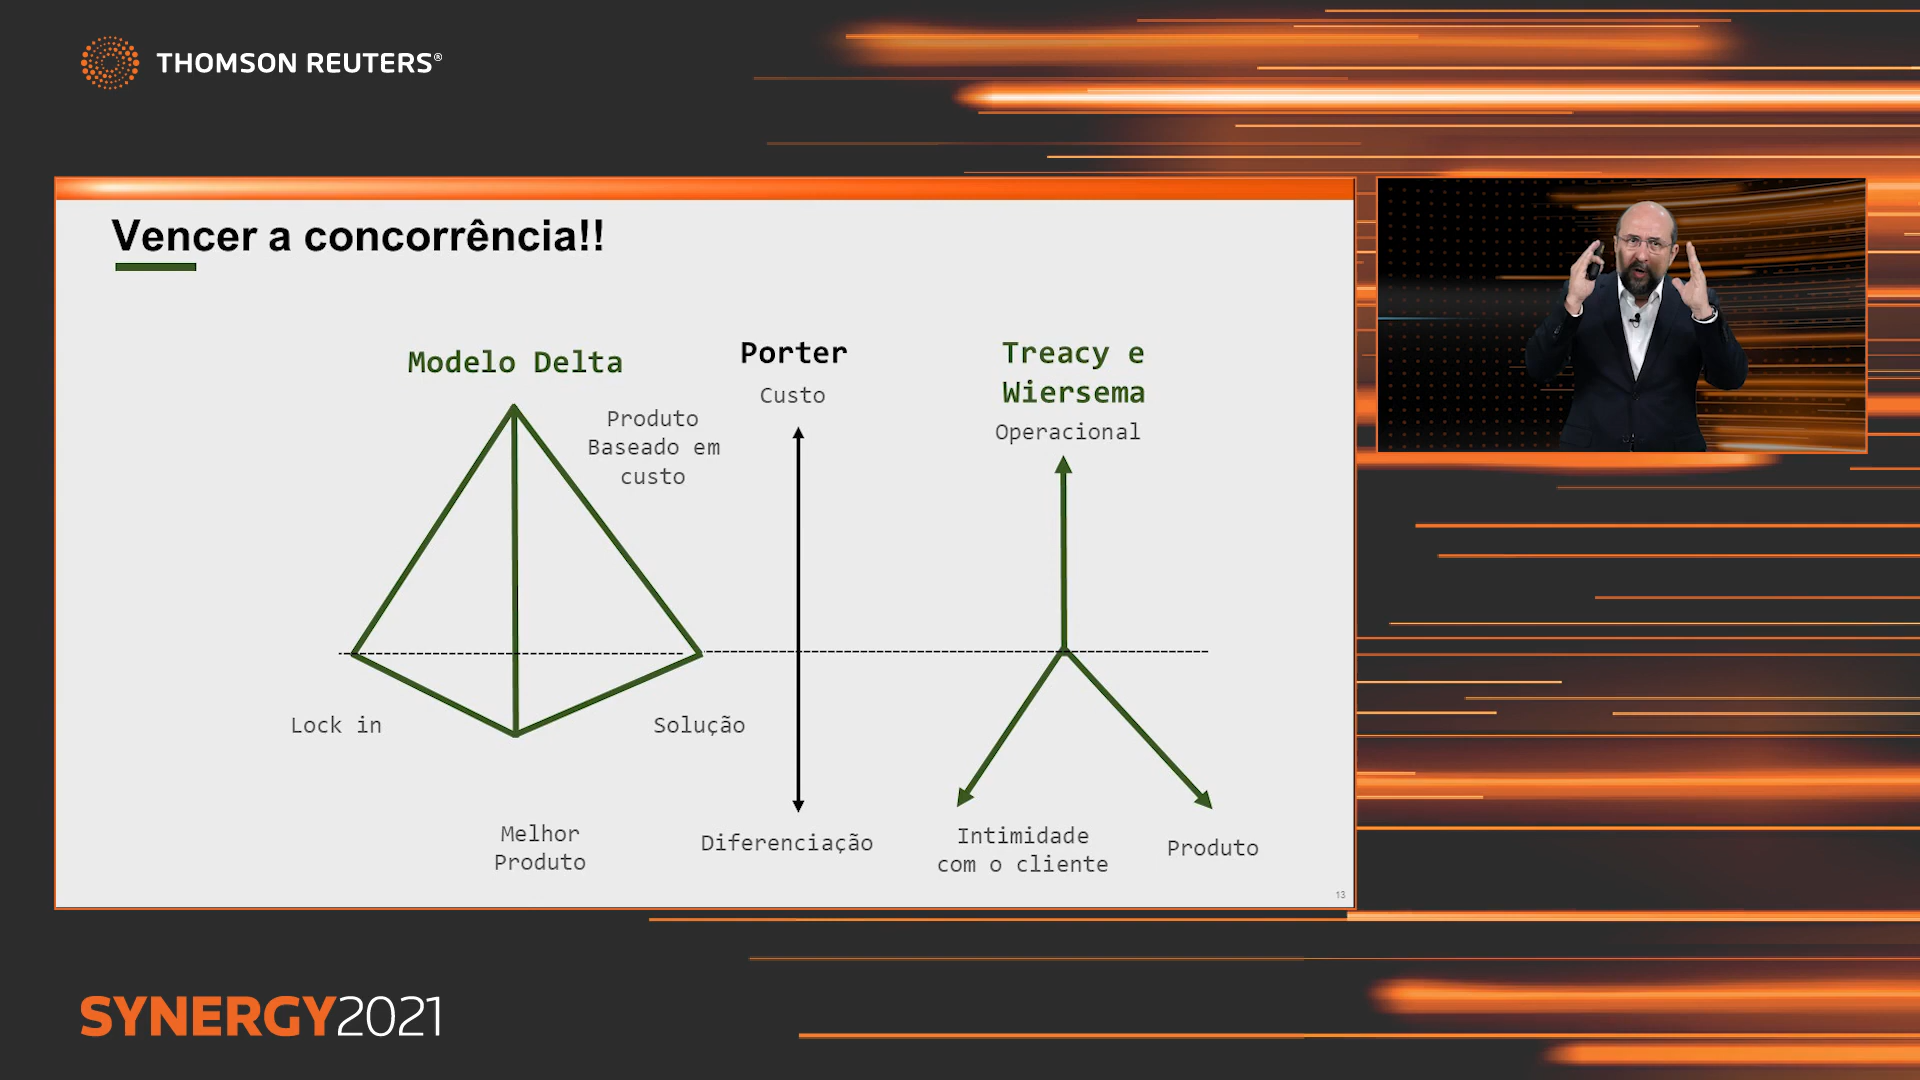 THOMSON REUTERS®
Vencer a concorrência!!
Modelo Delta
Produto
Baseado em
custo
Lock in
Solução
Melhor
Produto
Porter
Custo
Diferenciação
Treacy e
Wiersema
Operacional
Intimidade
com o cliente
Produto
13
SYNERGY2021